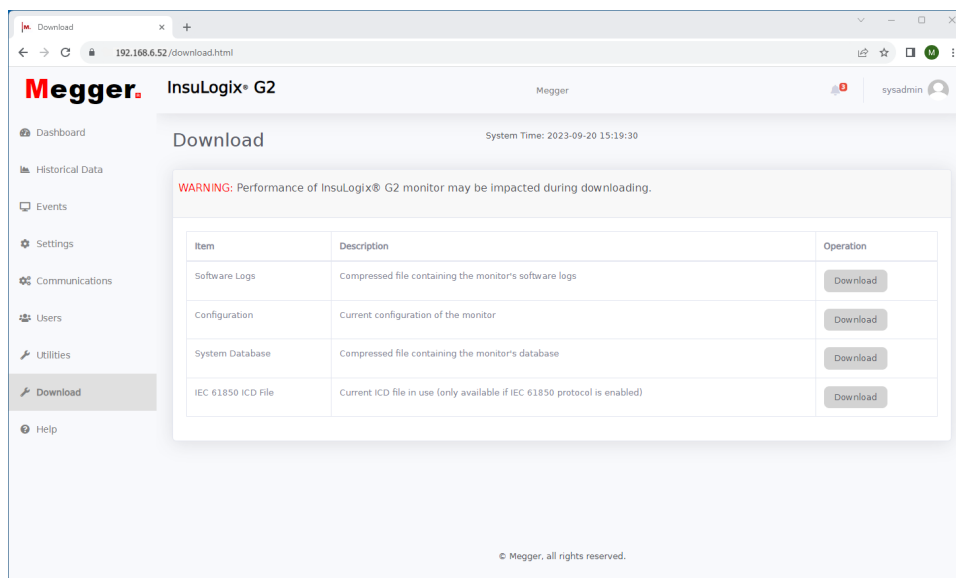 M. Download
192.168.6.52/download.html
M
Megger.
InsuLogix® G2
Megger
3
sysadmin
Dashboard
Historical Data
Events
Settings
Communications
Users
Utilities
Download
Help
Download
System Time: 2023-09-20 15:19:30
WARNING: Performance of InsuLogix® G2 monitor may be impacted during downloading.
Item Description Operation
Software Logs Compressed file containing the monitor's software logs Download
Configuration Current configuration of the monitor Download
System Database Compressed file containing the monitor's database Download
IEC 61850 ICD File Current ICD file in use (only available if IEC 61850 protocol is enabled) Download
© Megger, all rights reserved.